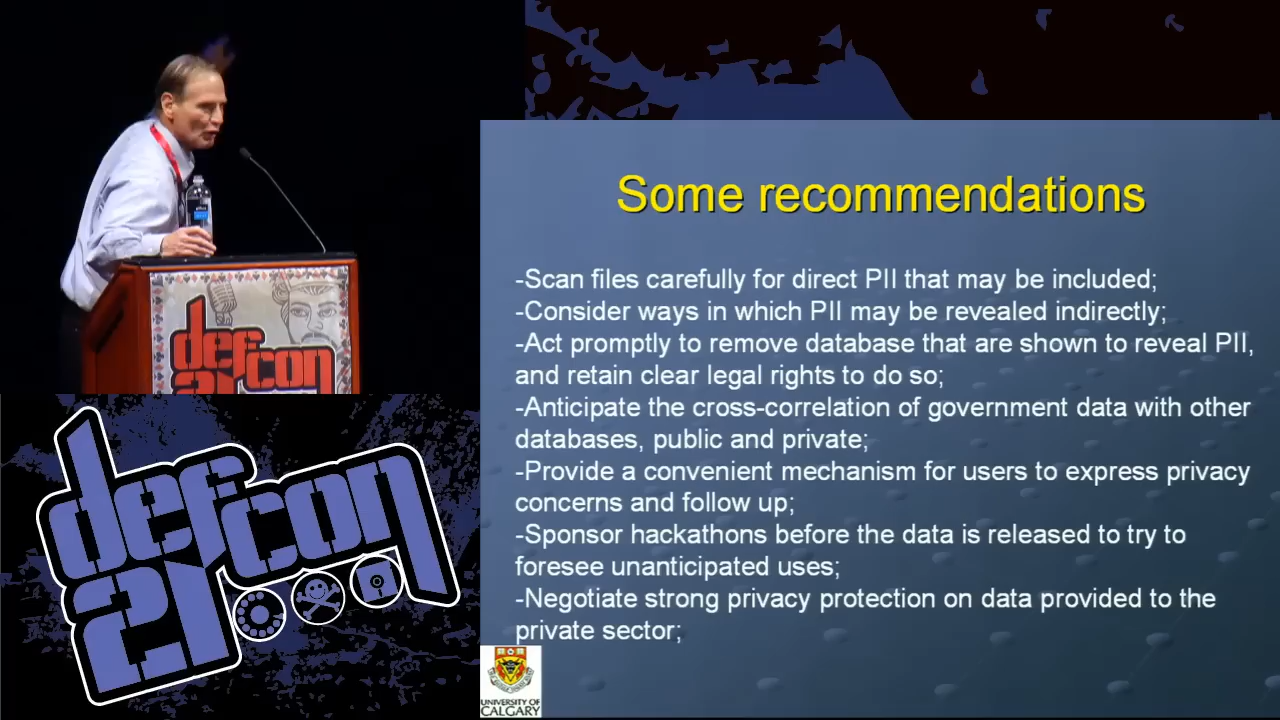 Some recommendations
-Scan files carefully for direct PII that may be included;
-Consider ways in which PII may be revealed indirectly;
-Act promptly to remove database that are shown to reveal PII,
and retain clear legal rights to do so;
-Anticipate the cross-correlation of government data with other
databases, public and private;
-Provide a convenient mechanism for users to express privacy
concerns and follow up;
-Sponsor hackathons before the data is released to try to
foresee unanticipated uses;
-Negotiate strong privacy protection on data provided to the
private sector;
UNIVERSITY OF
CALGARY
defcon
21
defcon
21